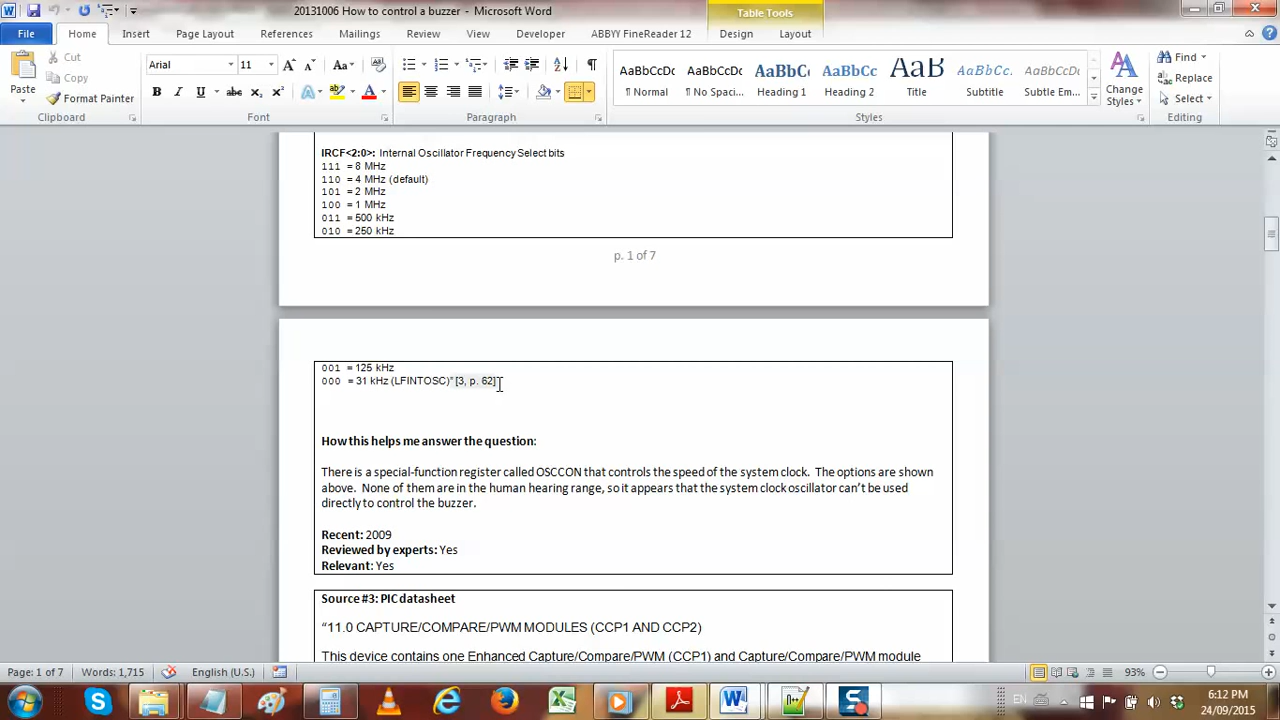 20131006 How to control a buzzer - Microsoft Word
Table Tools
File
Home
Insert
Page Layout
References
Mailings
Review
View
Developer
ABBYY FineReader 12
Design
Layout
Paste
Cut
Copy
Format Painter
Clipboard
Arial
11
Font
Paragraph
AaBbCcDc
¶ Normal
AaBbCcDc
¶ No Spaci...
AaBbCc
Heading 1
AaBbCc
Heading 2
AaB
Title
AaBbCc.
Subtitle
AaBbCcDc
Subtle Em...
Change
Styles
Styles
Find
Replace
Select
Editing
IRCF<2:0>: Internal Oscillator Frequency Select bits
111 = 8 MHz
110 = 4 MHz (default)
101 = 2 MHz
100 = 1 MHz
011 = 500 kHz
010 = 250 kHz
p. 1 of 7
001 = 125 kHz
000 = 31 kHz (LFINTOSC)" [3, p. 62]
How this helps me answer the question:
There is a special-function register called OSCCON that controls the speed of the system clock. The options are shown
above. None of them are in the human hearing range, so it appears that the system clock oscillator can't be used
directly to control the buzzer.
Recent: 2009
Reviewed by experts: Yes
Relevant: Yes
Source #3: PIC datasheet
"11.0 CAPTURE/COMPARE/PWM MODULES (CCP1 AND CCP2)
This device contains one Enhanced Capture/Compare/PWM (CCP1) and Capture/Compare/PWM module
Page: 1 of 7
Words: 1,715
English (U.S.)
93%
EN
6:12 PM
24/09/2015